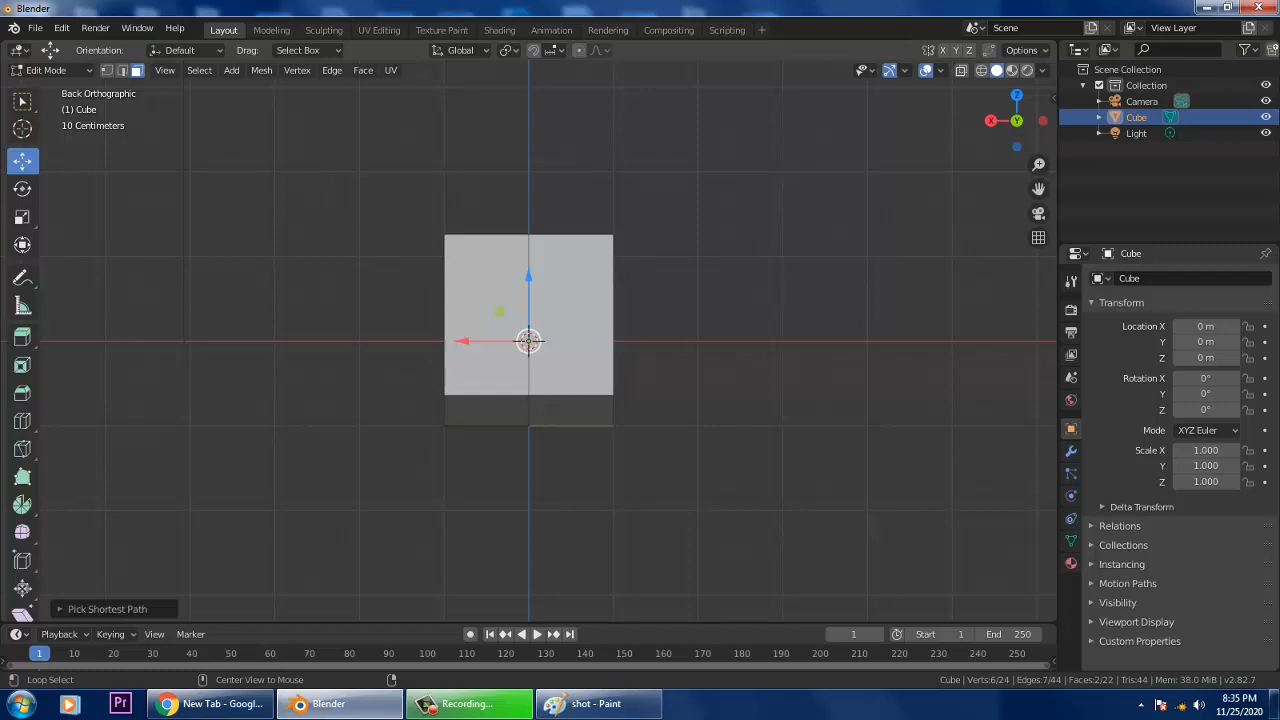 Blender
File Edit Render Window Help
Layout Modeling Sculpting UV Editing Texture Paint Shading Animation Rendering Compositing Scripting +
Scene
View Layer
Orientation: Default Drag: Select Box Global X Y Z Options
Edit Mode View Select Add Mesh Vertex Edge Face UV
Back Orthographic
(1) Cube
10 Centimeters
Z
X Y
Scene Collection
Collection
Camera
Cube
Light
Cube
Cube
Transform
Location X 0 m
Y 0 m
Z 0 m
Rotation X 0°
Y 0°
Z 0°
Mode XYZ Euler
Scale X 1.000
Y 1.000
Z 1.000
Delta Transform
Relations
Collections
Instancing
Motion Paths
Visibility
Viewport Display
Custom Properties
Pick Shortest Path
Playback Keying View Marker 1 Start 1 End 250
1 10 20 30 40 50 60 70 80 90 100 110 120 130 140 150 160 170 180 190 200 210 220 230 240 250
Loop Select Center View to Mouse Cube | Verts:6/24 | Edges:7/44 | Faces:2/22 | Tris:44 | Mem: 38.0 MiB | v2.82.7
Pr New Tab - Googl... Blender Recording... shot - Paint
8:35 PM
11/25/2020